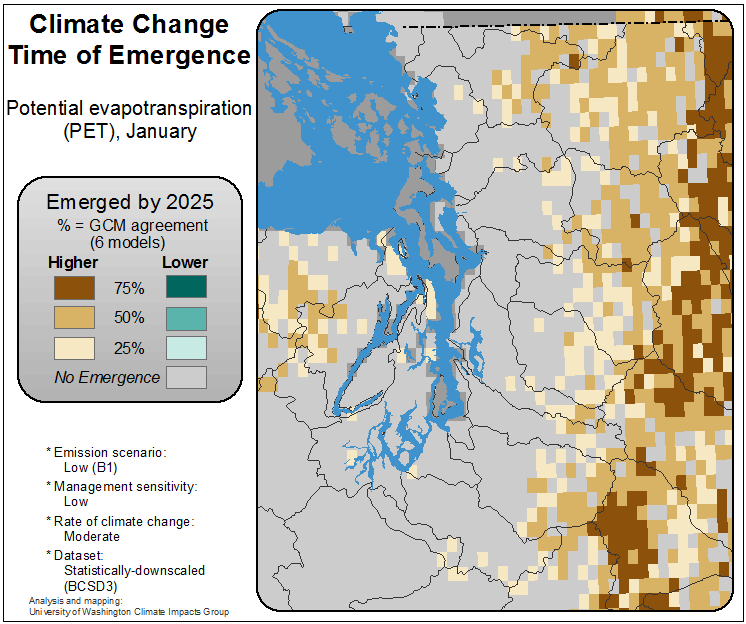 Climate Change
Time of Emergence
Potential evapotranspiration
(PET), January
Emerged by 2025
% = GCM agreement
(6 models)
Higher Lower
75%
50%
25%
No Emergence
* Emission scenario:
Low (B1)
* Management sensitivity:
Low
* Rate of climate change:
Moderate
* Dataset:
Statistically-downscaled
(BCSD3)
Analysis and mapping:
University of Washington Climate Impacts Group